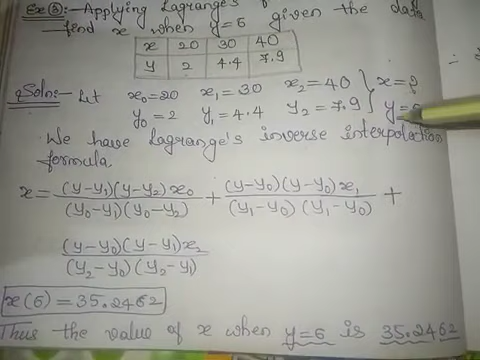 Ex(5):- Applying Lagrange's
find x when y=6 given the data
x 20 30 40
y 2 4.4 7.9
Soln:- Let x₀=20 x₁=30 x₂=40 } x=?
y₀=2 y₁=4.4 y₂=7.9 } y=
We have Lagrange's inverse interpolation
formula
x = (y-y₁)(y-y₂)x₀ / (y₀-y₁)(y₀-y₂) + (y-y₀)(y-y₀)x₁ / (y₁-y₀)(y₁-y₀) +
(y-y₀)(y-y₁)x₂ / (y₂-y₀)(y₂-y₁)
x(6) = 35.2462
Thus the value of x when y=6 is 35.2462